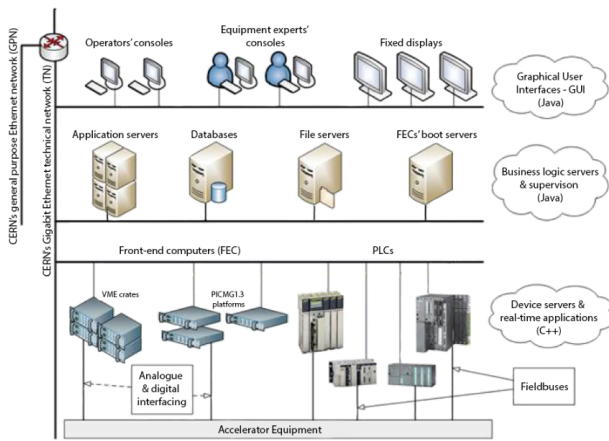 CERN's general purpose Ethernet network (GPN)
CERN's Gigabit Ethernet technical network (TN)
Operators' consoles
Equipment experts'
consoles
Fixed displays
Graphical User
Interfaces - GUI
(Java)
Application servers
Databases
File servers
FECs' boot servers
Business logic servers
& supervison
(Java)
Front-end computers (FEC)
PLCs
VME crates
PICMG1.3
platforms
Device servers &
real-time applications
(C++)
Analogue
& digital
interfacing
Fieldbuses
Accelerator Equipment